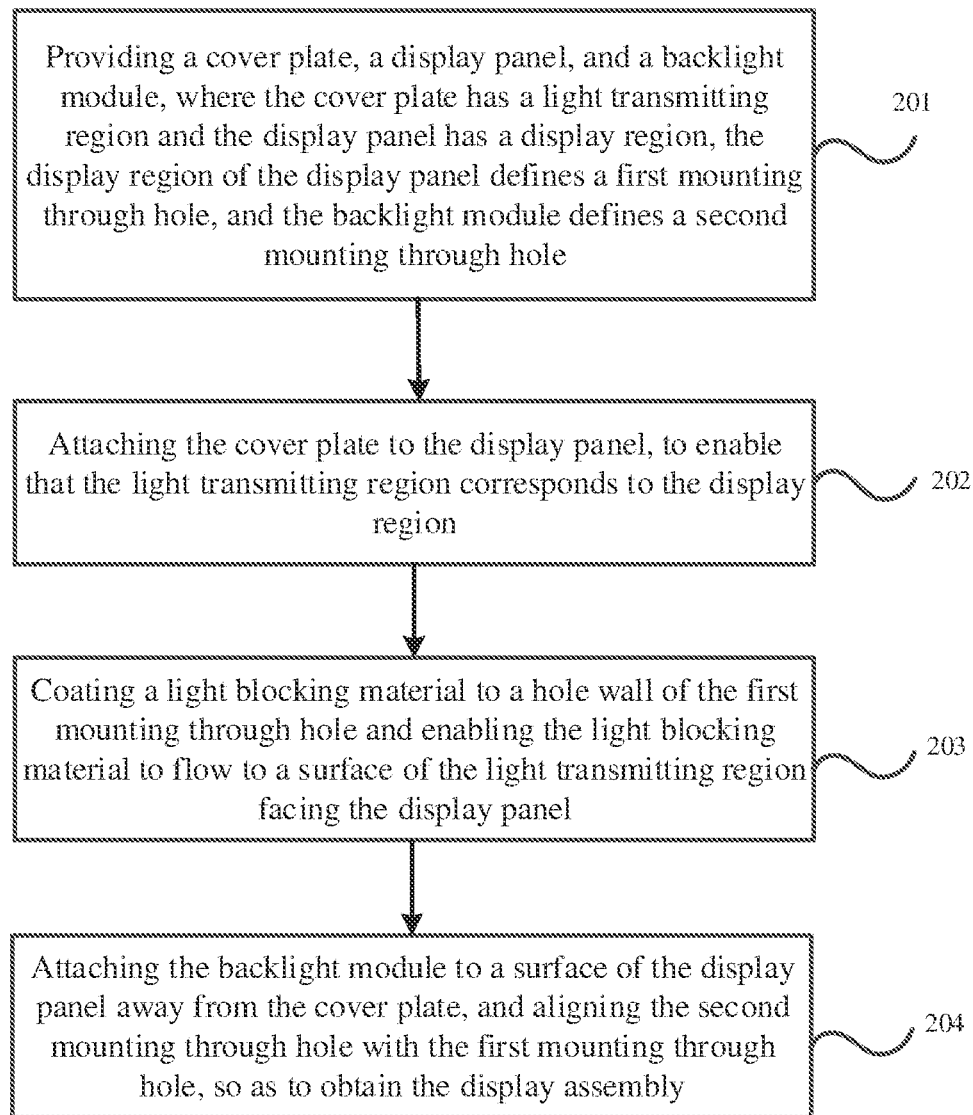 Providing a cover plate, a display panel, and a backlight
module, where the cover plate has a light transmitting
region and the display panel has a display region, the
display region of the display panel defines a first mounting
through hole, and the backlight module defines a second
mounting through hole
201
Attaching the cover plate to the display panel, to enable
that the light transmitting region corresponds to the display
region
202
Coating a light blocking material to a hole wall of the first
mounting through hole and enabling the light blocking
material to flow to a surface of the light transmitting region
facing the display panel
203
Attaching the backlight module to a surface of the display
panel away from the cover plate, and aligning the second
mounting through hole with the first mounting through
hole, so as to obtain the display assembly
204